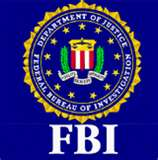 DEPARTMENT OF JUSTICE
FEDERAL BUREAU OF INVESTIGATION
FBI